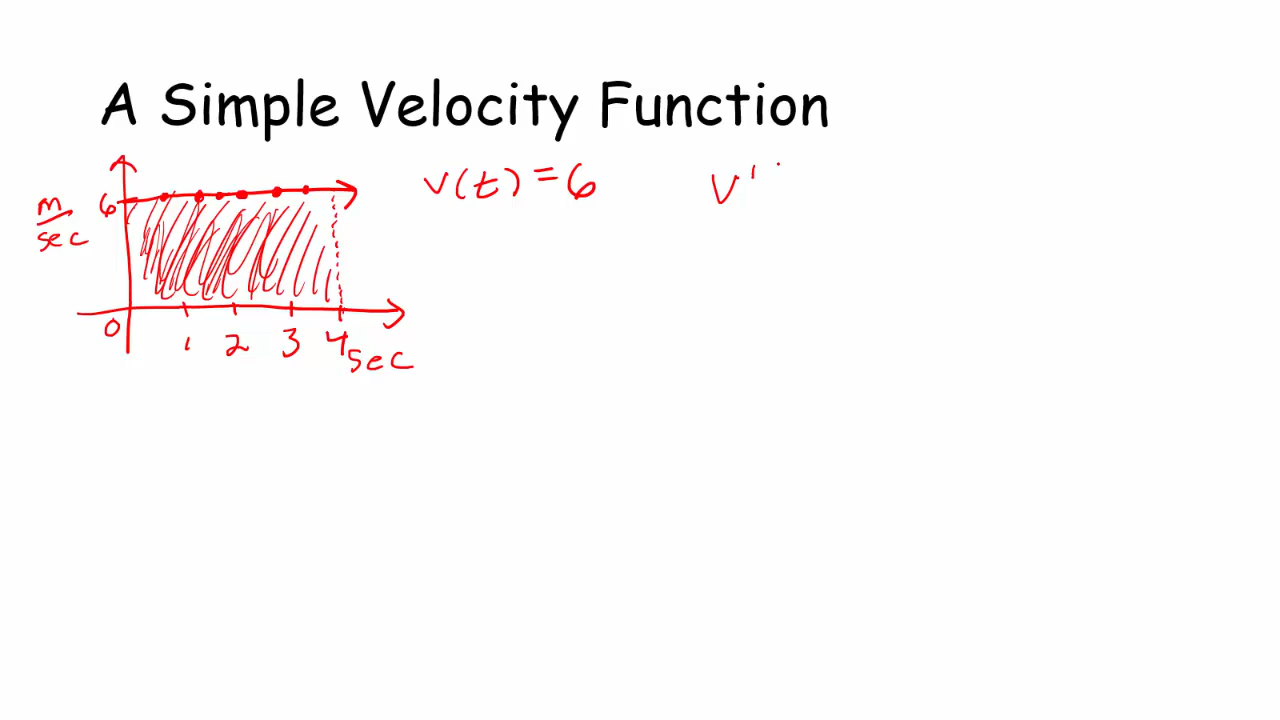 A Simple Velocity Function
v(t) = 6
v'
m/sec
6
0
1 2 3 4
sec